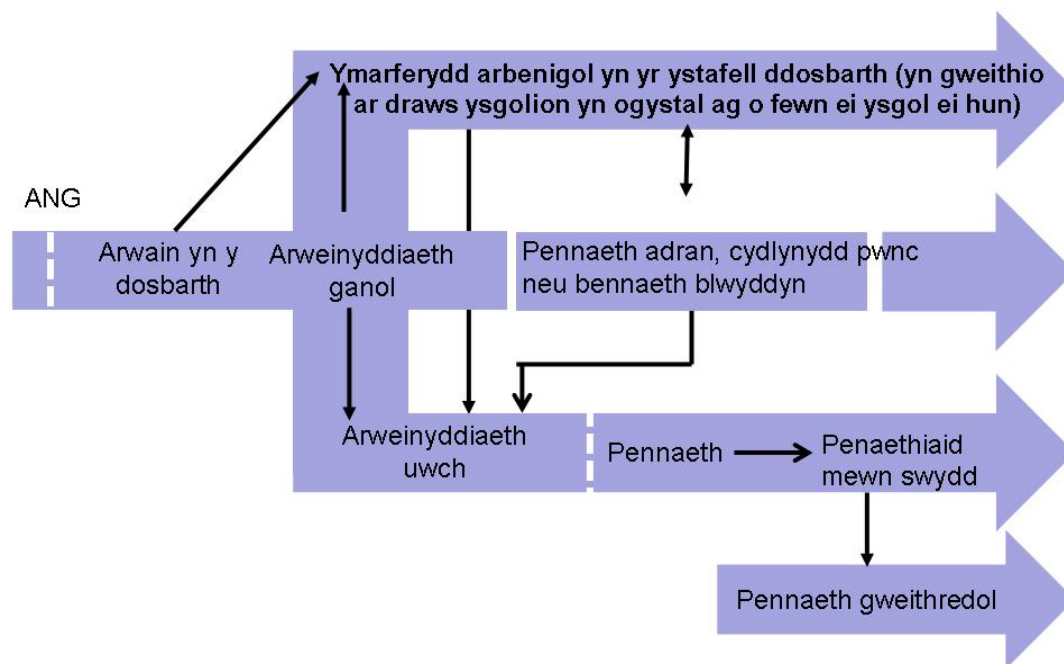 Ymarferydd arbenigol yn yr ystafell ddosbarth (yn gweithio
ar draws ysgolion yn ogystal ag o fewn ei ysgol ei hun)
ANG
Arwain yn y
dosbarth
Arweinyddiaeth
ganol
Pennaeth adran, cydlynydd pwnc
neu bennaeth blwyddyn
Arweinyddiaeth
uwch
Pennaeth
Penaethiaid
mewn swydd
Pennaeth gweithredol